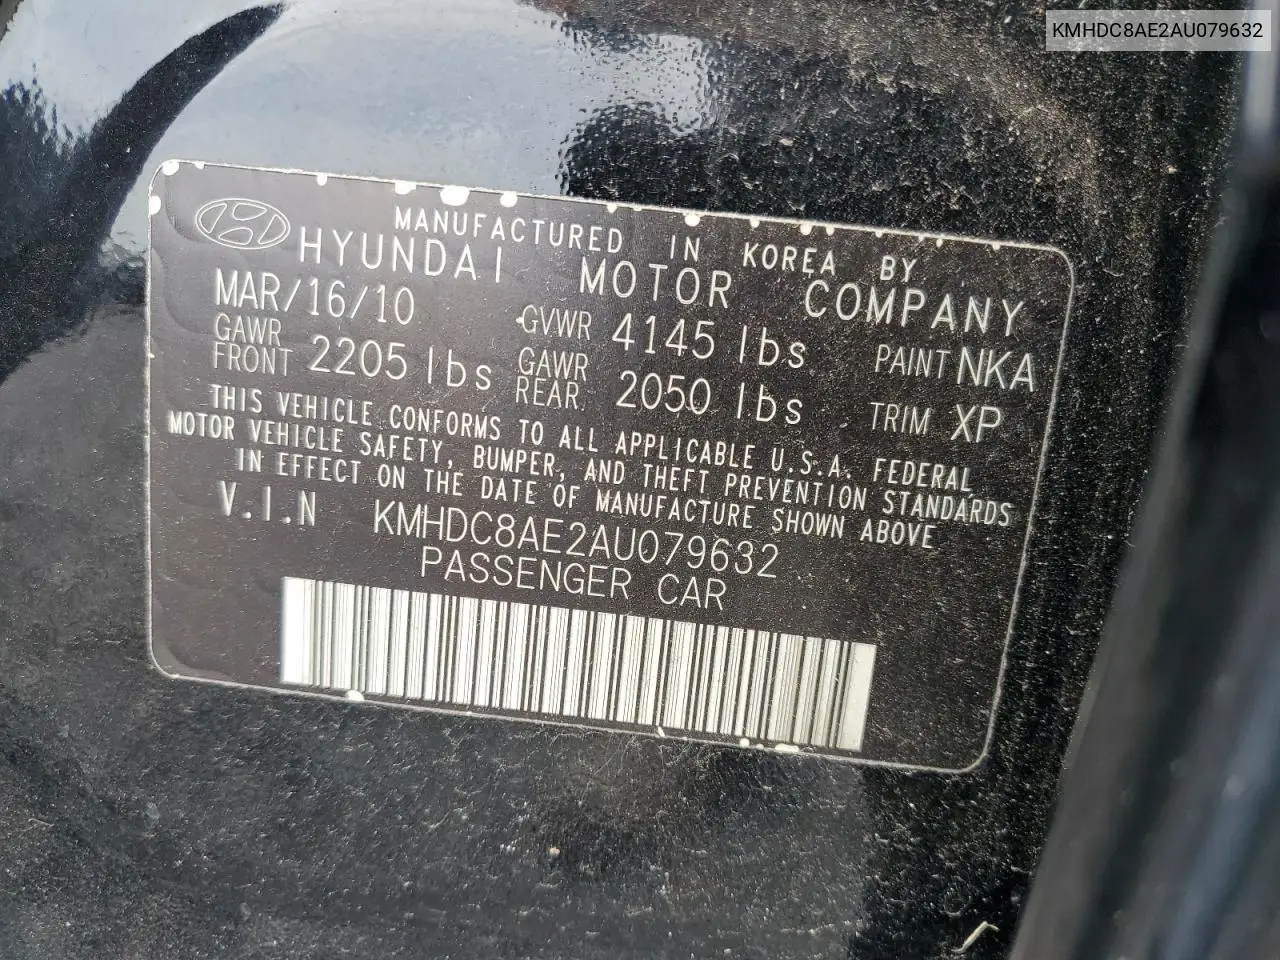 KMHDC8AE2AU079632
MANUFACTURED IN KOREA BY
HYUNDAI MOTOR COMPANY
MAR/16/10 GVWR 4145 lbs PAINT NKA
GAWR FRONT 2205 lbs GAWR REAR 2050 lbs TRIM XP
THIS VEHICLE CONFORMS TO ALL APPLICABLE U.S.A. FEDERAL
MOTOR VEHICLE SAFETY, BUMPER, AND THEFT PREVENTION STANDARDS
IN EFFECT ON THE DATE OF MANUFACTURE SHOWN ABOVE
V.I.N KMHDC8AE2AU079632
PASSENGER CAR